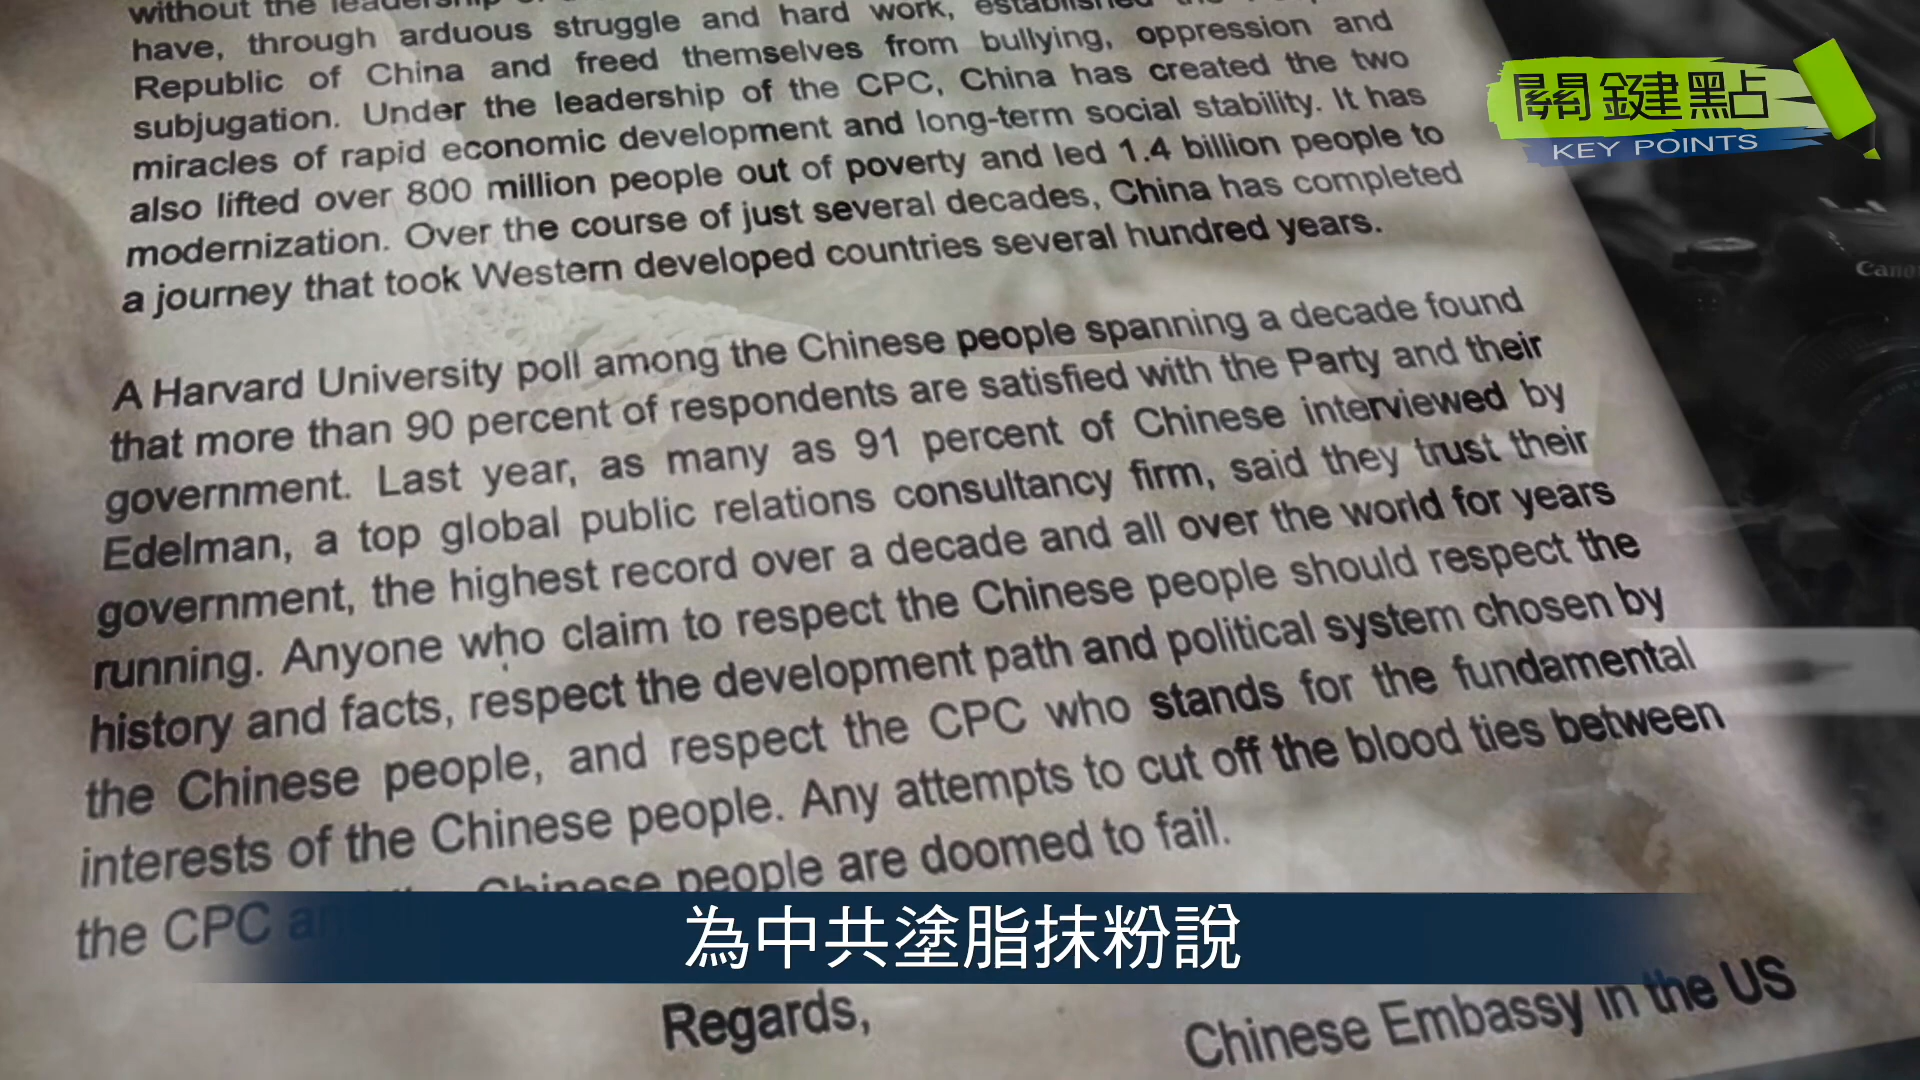 without the leadership of
have, through arduous struggle and hard work, established the
Republic of China and freed themselves from bullying, oppression and
subjugation. Under the leadership of the CPC, China has created the two
miracles of rapid economic development and long-term social stability. It has
also lifted over 800 million people out of poverty and led 1.4 billion people to
modernization. Over the course of just several decades, China has completed
a journey that took Western developed countries several hundred years.
A Harvard University poll among the Chinese people spanning a decade found
that more than 90 percent of respondents are satisfied with the Party and their
government. Last year, as many as 91 percent of Chinese interviewed by
Edelman, a top global public relations consultancy firm, said they trust their
government, the highest record over a decade and all over the world for years
running. Anyone who claim to respect the Chinese people should respect the
history and facts, respect the development path and political system chosen by
the Chinese people, and respect the CPC who stands for the fundamental
interests of the Chinese people. Any attempts to cut off the blood ties between
the CPC Chinese people are doomed to fail.
Regards,
Chinese Embassy in the US
關鍵點
KEY POINTS
Canon
為中共塗脂抹粉說